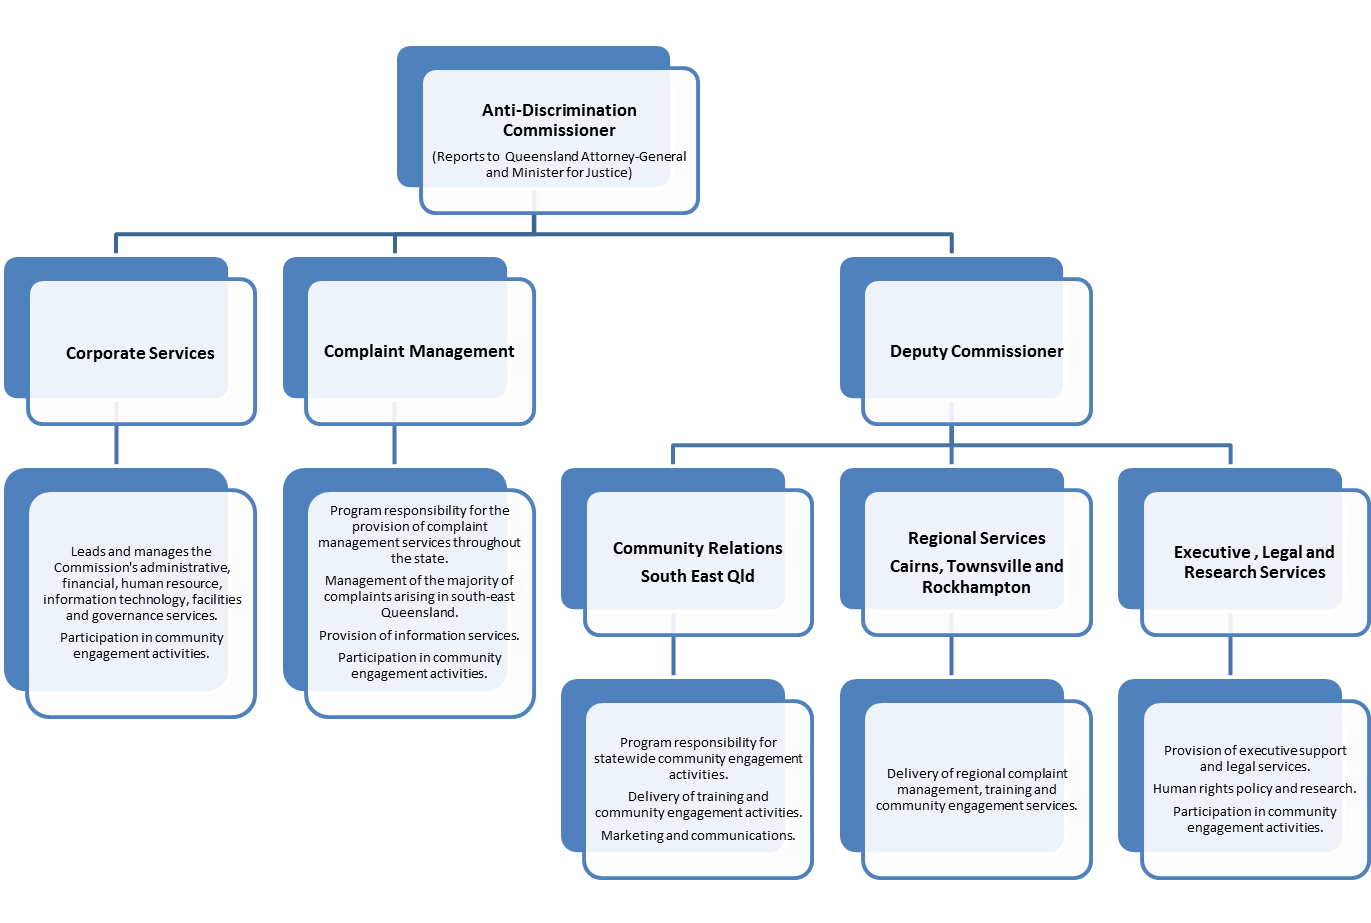 Anti-Discrimination
Commissioner
(Reports to Queensland Attorney-General
and Minister for Justice)
Corporate Services
Complaint Management
Deputy Commissioner
Leads and manages the
Commission's administrative,
financial, human resource,
information technology, facilities
and governance services.
Participation in community
engagement activities.
Program responsibility for the
provision of complaint
management services throughout
the state.
Management of the majority of
complaints arising in south-east
Queensland.
Provision of information services.
Participation in community
engagement activities.
Community Relations
South East Qld
Regional Services
Cairns, Townsville and
Rockhampton
Executive , Legal and
Research Services
Program responsibility for
statewide community engagement
activities.
Delivery of training and
community engagement activities.
Marketing and communications.
Delivery of regional complaint
management, training and
community engagement services.
Provision of executive support
and legal services.
Human rights policy and research.
Participation in community
engagement activities.